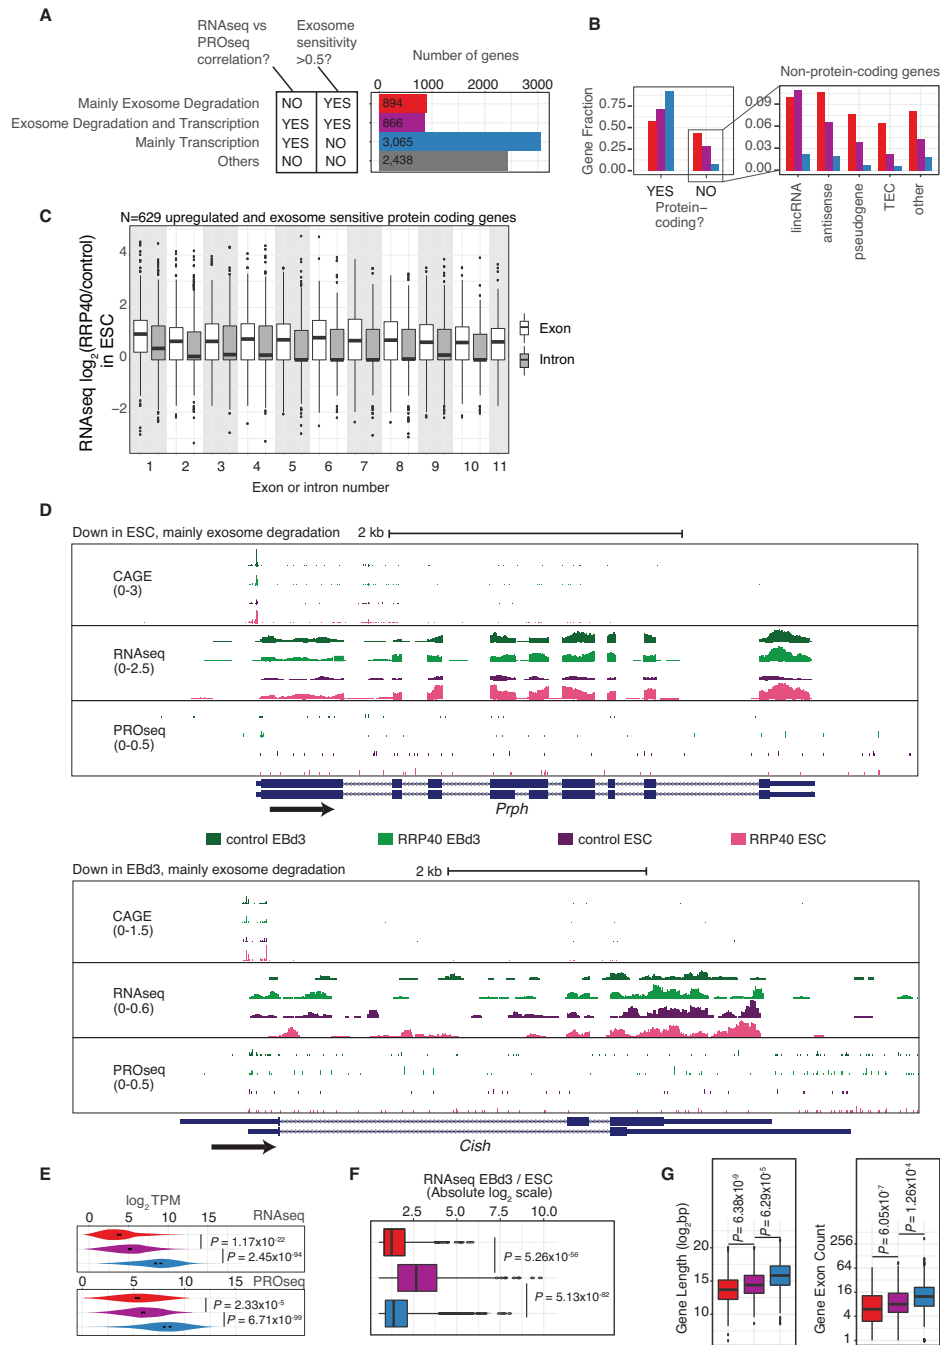 A
RNAseq vs
PROseq
correlation?
Exosome
sensitivity
>0.5?
Number of genes
0 1000 2000 3000
Mainly Exosome Degradation NO YES 894
Exosome Degradation and Transcription YES YES 866
Mainly Transcription YES NO 3,065
Others NO NO 2,438
B
Non-protein-coding genes
Gene Fraction
0.75
0.50
0.25
0.00
YES NO
Protein–
coding?
0.09
0.06
0.03
0.00
lincRNA
antisense
pseudogene
TEC
other
C
N=629 upregulated and exosome sensitive protein coding genes
RNAseq log2(RRP40/control)
in ESC
4
2
0
−2
Exon
Intron
1 2 3 4 5 6 7 8 9 10 11
Exon or intron number
D
Down in ESC, mainly exosome degradation 2 kb
CAGE
(0-3)
RNAseq
(0-2.5)
PROseq
(0-0.5)
Prph
control EBd3 RRP40 EBd3 control ESC RRP40 ESC
Down in EBd3, mainly exosome degradation 2 kb
CAGE
(0-1.5)
RNAseq
(0-0.6)
PROseq
(0-0.5)
Cish
E
log2 TPM
0 5 10 15
RNAseq
P = 1.17x10-22
P = 2.45x10-94
0 5 10 15
PROseq
P = 2.33x10-5
P = 6.71x10-99
F
RNAseq EBd3 / ESC
(Absolute log2 scale)
2.5 5.0 7.5 10.0
P = 5.26x10-56
P = 5.13x10-82
G
Gene Length (log2bp)
20
15
10
P = 6.38x10-9
P = 6.29x10-5
Gene Exon Count
256
64
16
4
1
P = 6.05x10-7
P = 1.26x10-4